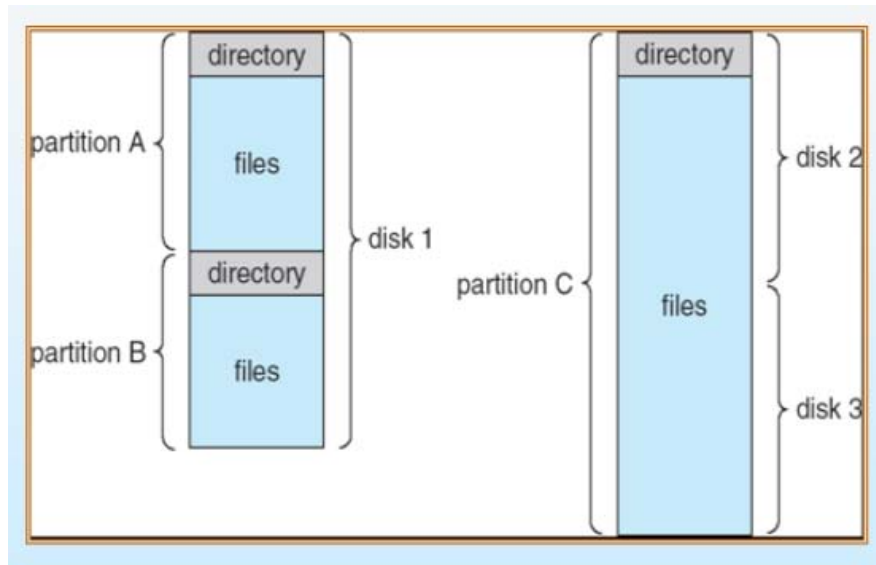 directory
partition A
files
disk 1
directory
partition B
files
directory
disk 2
partition C
files
disk 3